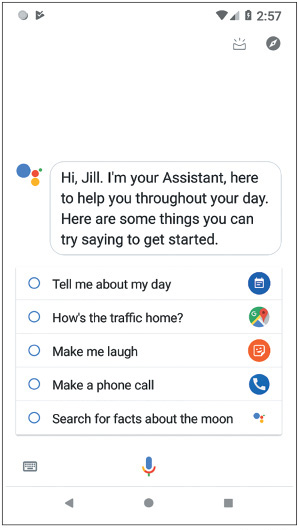 2:57
Hi, Jill. I'm your Assistant, here
to help you throughout your day.
Here are some things you can
try saying to get started.
Tell me about my day
How's the traffic home?
Make me laugh
Make a phone call
Search for facts about the moon